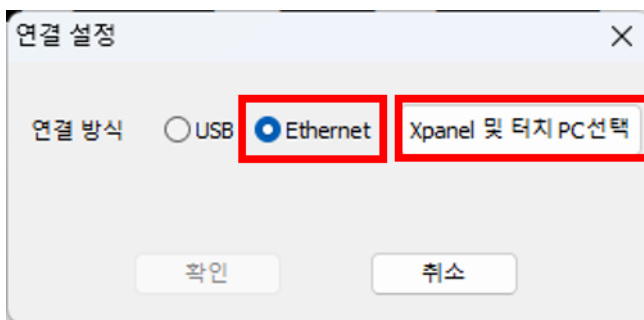 연결 설정
연결 방식 USB Ethernet Xpanel 및 터치 PC선택
확인 취소